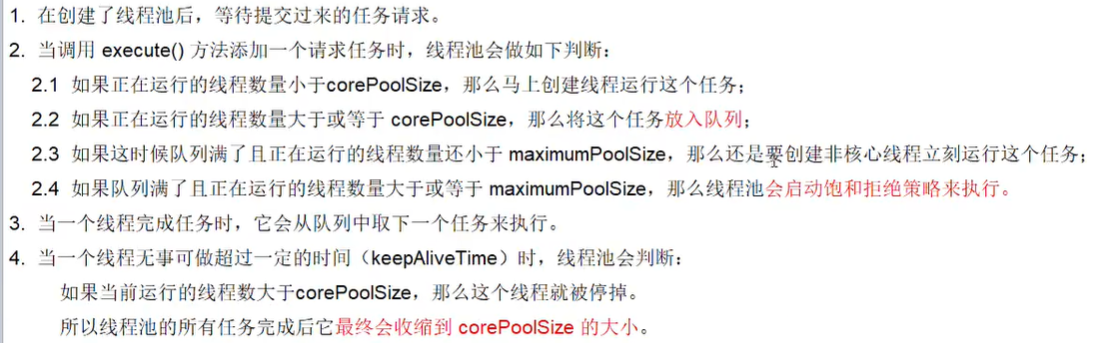 1. 在创建了线程池后，等待提交过来的任务请求。
2. 当调用 execute() 方法添加一个请求任务时，线程池会做如下判断：
2.1 如果正在运行的线程数量小于corePoolSize，那么马上创建线程运行这个任务；
2.2 如果正在运行的线程数量大于或等于 corePoolSize，那么将这个任务放入队列；
2.3 如果这时候队列满了且正在运行的线程数量还小于 maximumPoolSize，那么还是要创建非核心线程立刻运行这个任务；
2.4 如果队列满了且正在运行的线程数量大于或等于 maximumPoolSize，那么线程池会启动饱和拒绝策略来执行。
3. 当一个线程完成任务时，它会从队列中取下一个任务来执行。
4. 当一个线程无事可做超过一定的时间（keepAliveTime）时，线程池会判断：
如果当前运行的线程数大于corePoolSize，那么这个线程就被停掉。
所以线程池的所有任务完成后它最终会收缩到 corePoolSize 的大小。